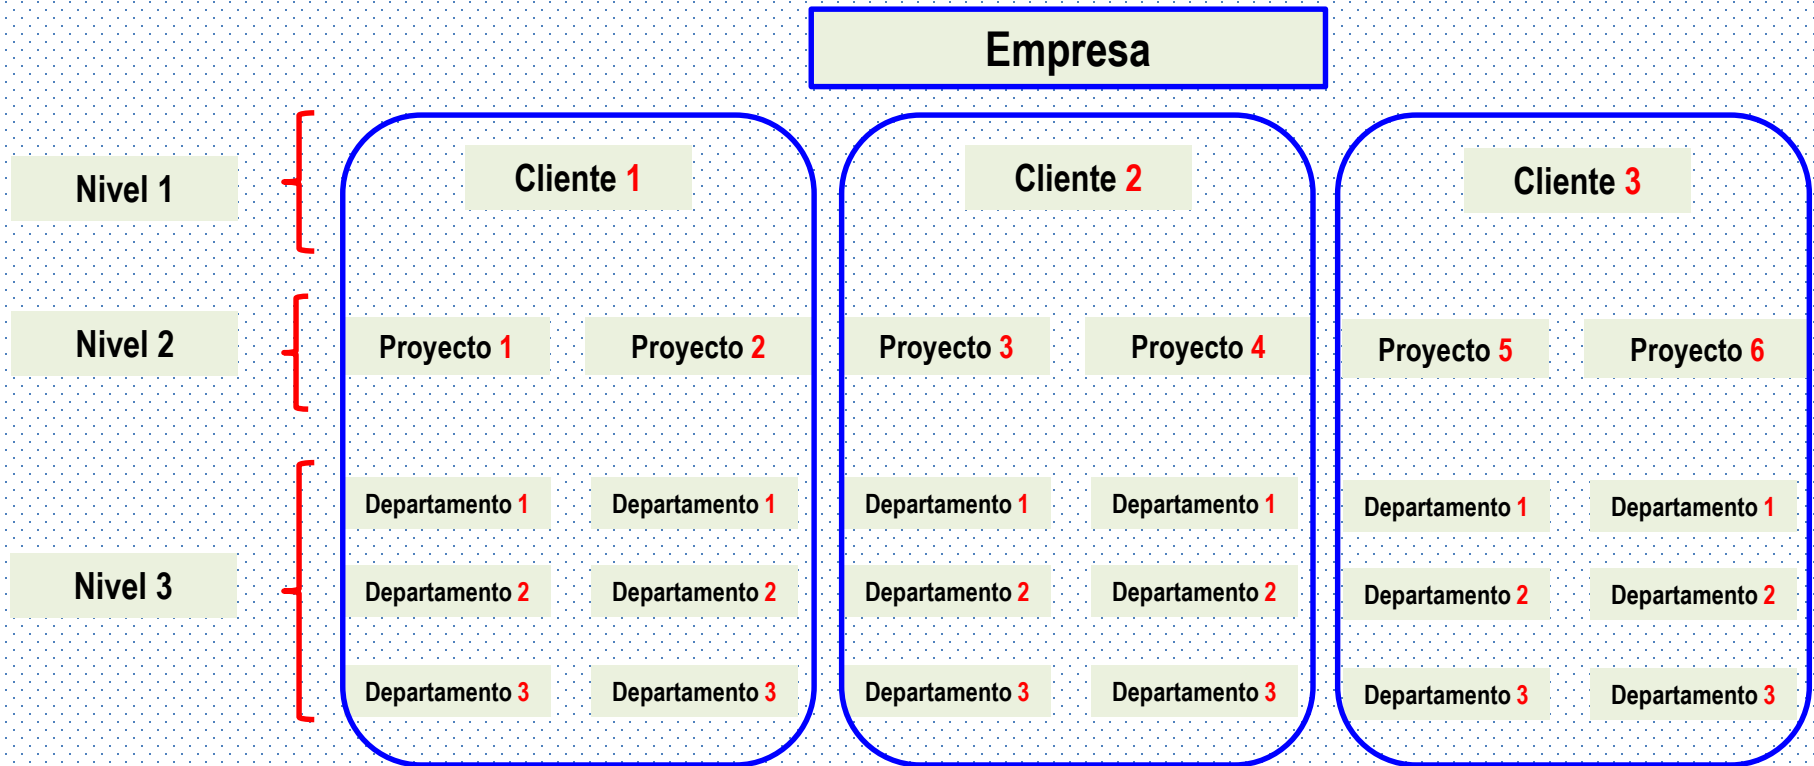 Empresa
Nivel 1
Cliente 1
Cliente 2
Cliente 3
Nivel 2
Proyecto 1
Proyecto 2
Proyecto 3
Proyecto 4
Proyecto 5
Proyecto 6
Nivel 3
Departamento 1
Departamento 1
Departamento 1
Departamento 1
Departamento 1
Departamento 1
Departamento 2
Departamento 2
Departamento 2
Departamento 2
Departamento 2
Departamento 2
Departamento 3
Departamento 3
Departamento 3
Departamento 3
Departamento 3
Departamento 3